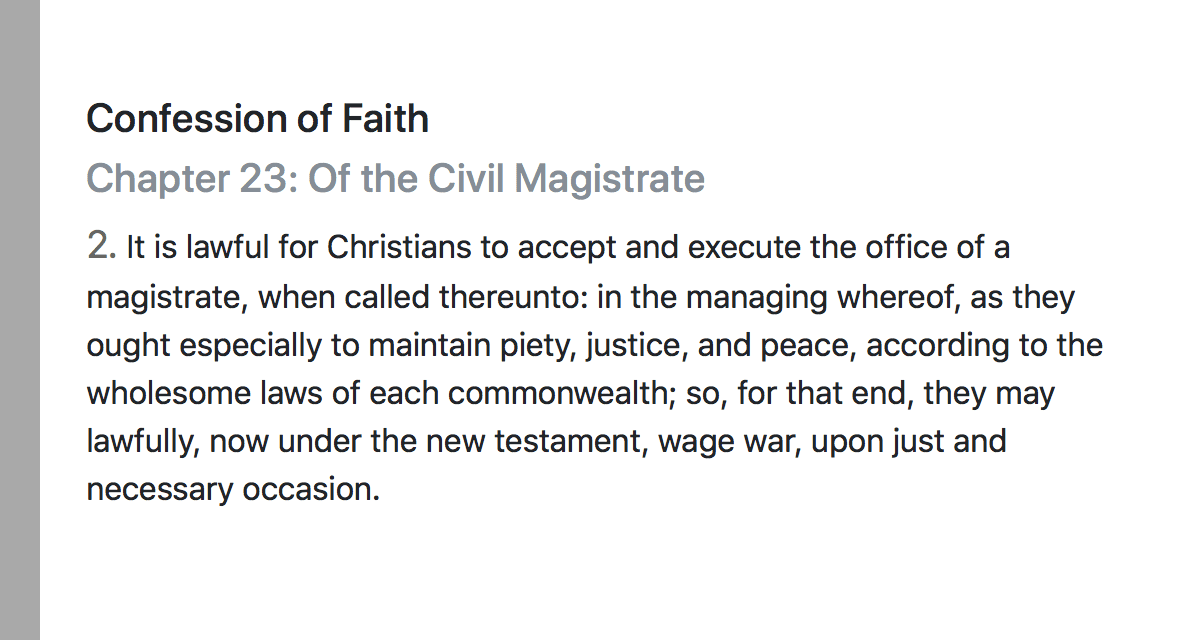 Confession of Faith
Chapter 23: Of the Civil Magistrate
2. It is lawful for Christians to accept and execute the office of a
magistrate, when called thereunto: in the managing whereof, as they
ought especially to maintain piety, justice, and peace, according to the
wholesome laws of each commonwealth; so, for that end, they may
lawfully, now under the new testament, wage war, upon just and
necessary occasion.